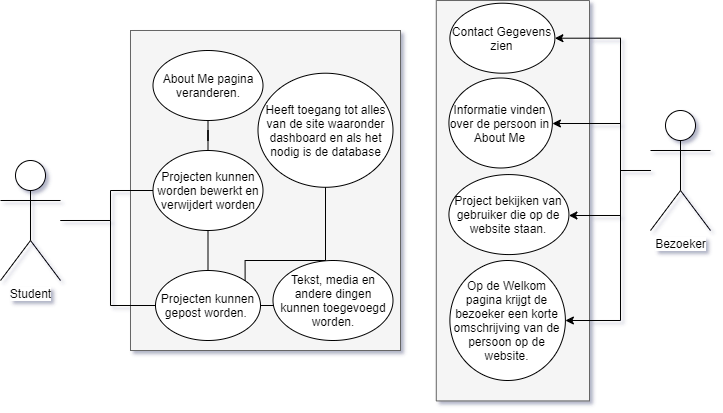 About Me pagina
veranderen.
Heeft toegang tot alles
van de site waaronder
dashboard en als het
nodig is de database
Projecten kunnen
worden bewerkt en
verwijdert worden.
Student
Projecten kunnen
gepost worden.
Tekst, media en
andere dingen
kunnen toegevoegd
worden.
Contact Gegevens
zien
Informatie vinden
over de persoon in
About Me
Project bekijken van
gebruiker die op de
website staan.
Op de Welkom
pagina krijgt de
bezoeker een korte
omschrijving van de
persoon op de
website.
Bezoeker